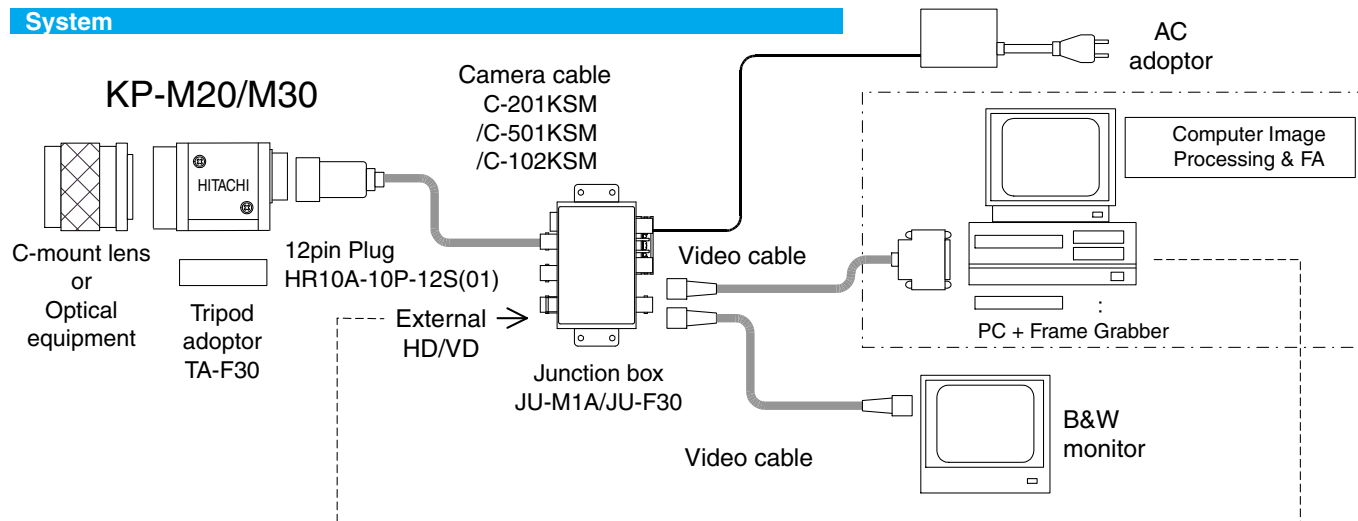 System
KP-M20/M30
HITACHI
C-mount lens
or
Optical
equipment
Tripod
adoptor
TA-F30
12pin Plug
HR10A-10P-12S(01)
Camera cable
C-201KSM
/C-501KSM
/C-102KSM
External
HD/VD
Junction box
JU-M1A/JU-F30
AC
adoptor
Video cable
Computer Image
Processing & FA
:
PC + Frame Grabber
Video cable
B&W
monitor